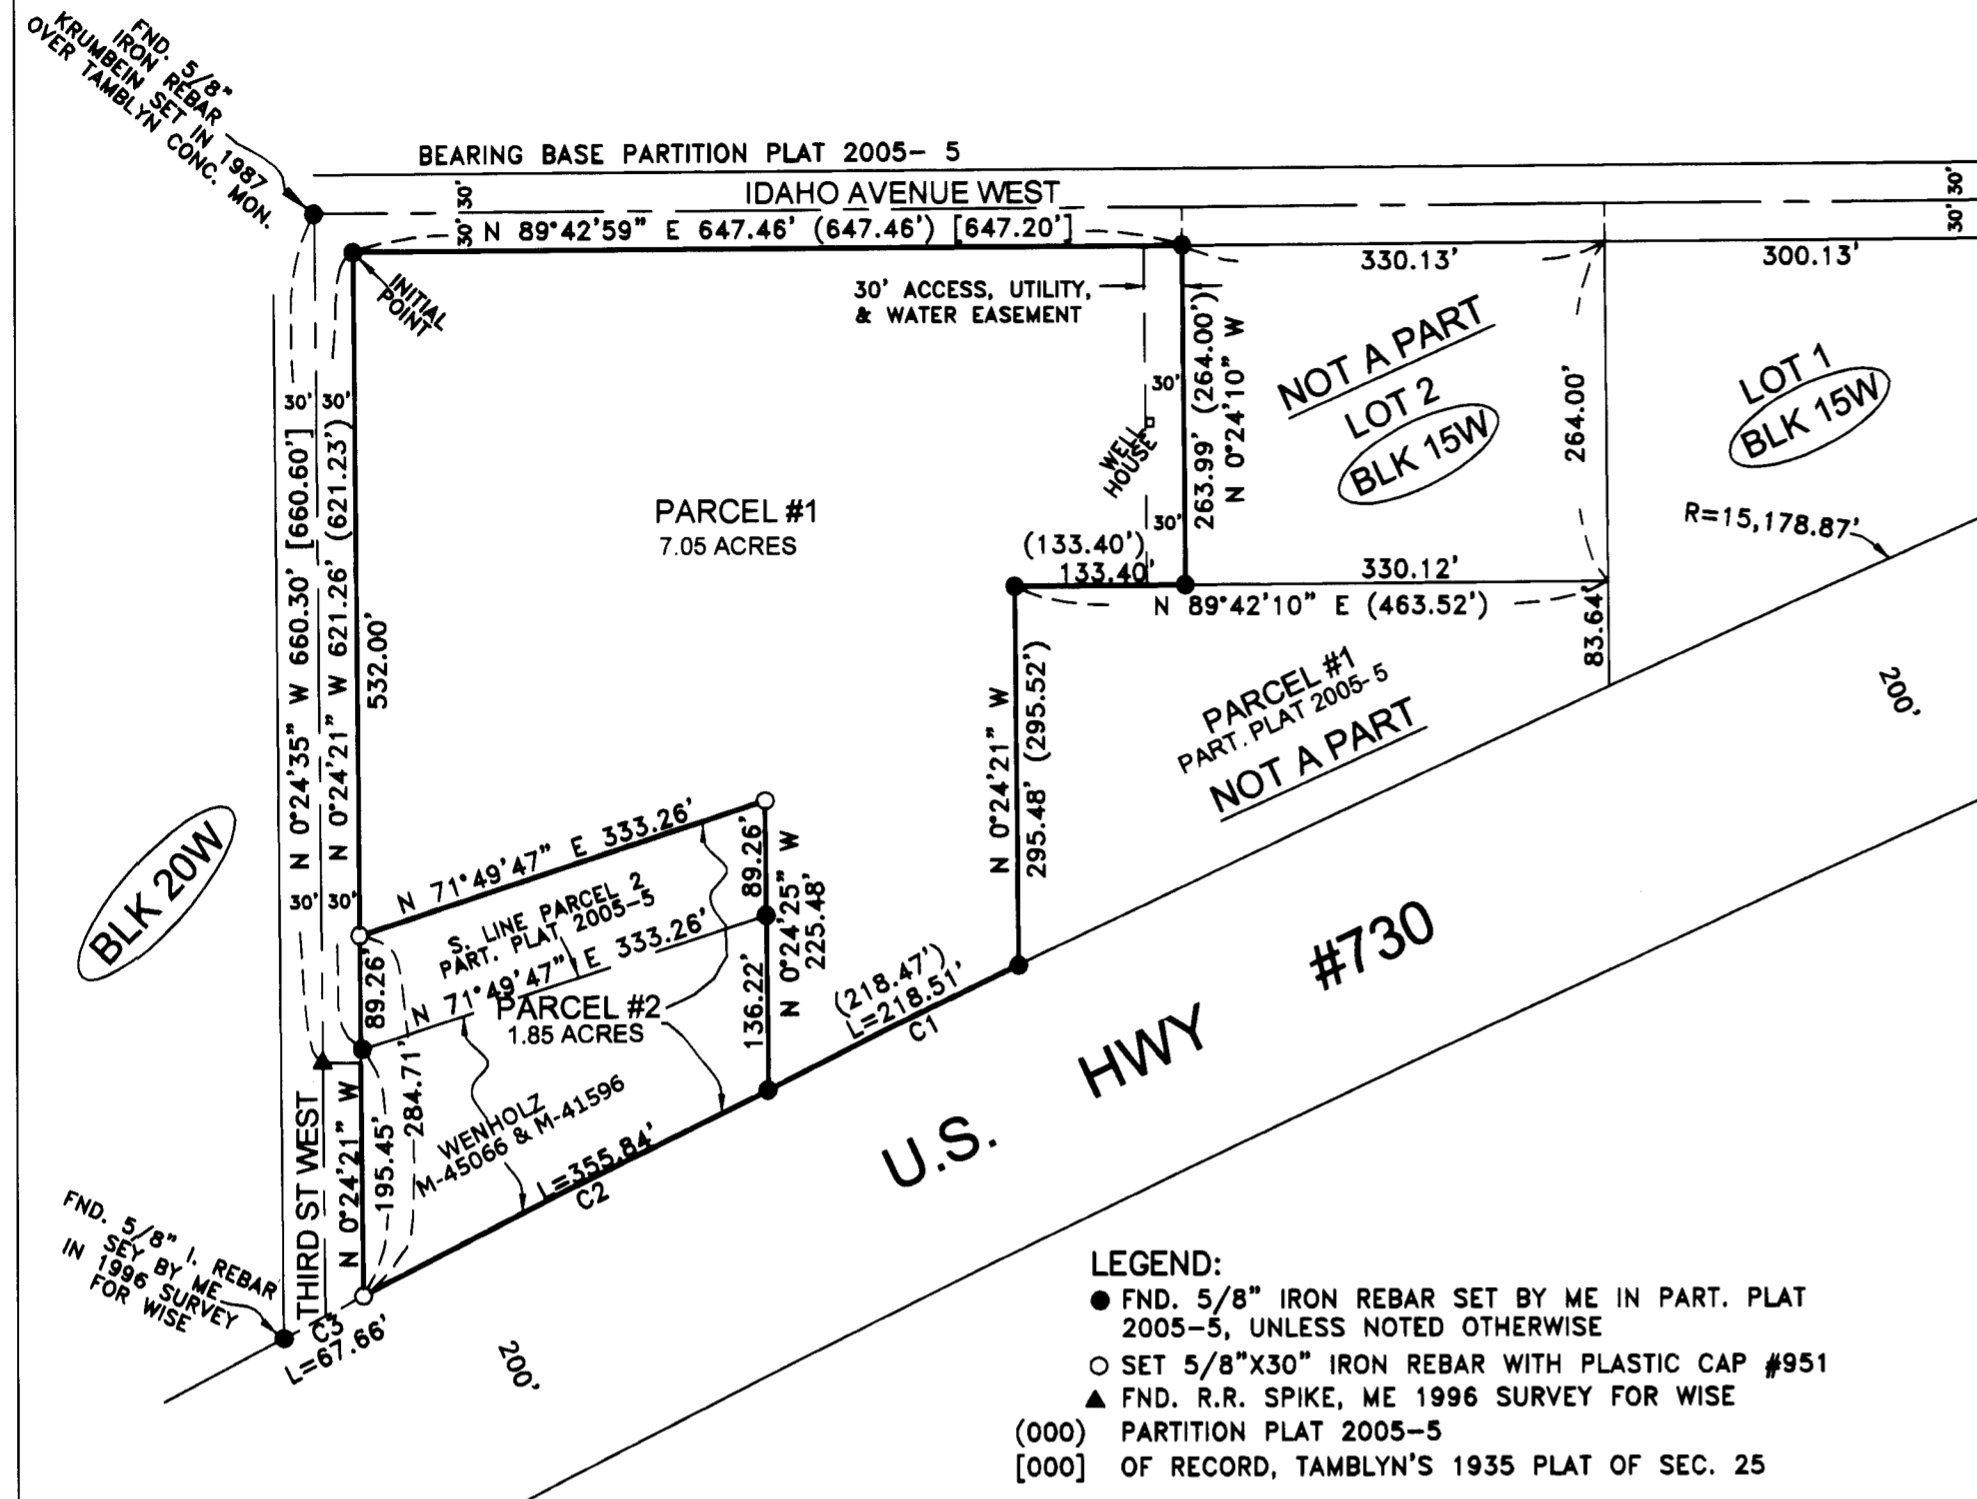 FND. 5/8"
IRON REBAR
KRUMBEIN SET IN 1987
OVER TAMBLYN CONC. MON.
BEARING BASE PARTITION PLAT 2005- 5
IDAHO AVENUE WEST
30'
30'
30'
30'
N 89°42'59" E 647.46' (647.46') [647.20']
330.13'
300.13'
INITIAL
POINT
30' ACCESS, UTILITY,
& WATER EASEMENT
30'
WELL
HOUSE
30'
263.99' (264.00')
N 0°24'10" W
NOT A PART
LOT 2
BLK 15W
264.00'
LOT 1
BLK 15W
R=15,178.87'
30'
30'
N 0°24'35" W 660.30' [660.60']
N 0°24'21" W 621.26' (621.23')
532.00'
30'
30'
PARCEL #1
7.05 ACRES
(133.40')
133.40'
330.12'
N 89°42'10" E (463.52')
83.64'
N 0°24'21" W
295.48' (295.52')
PARCEL #1
PART. PLAT 2005-5
NOT A PART
200'
BLK 20W
N 71°49'47" E 333.26'
S. LINE PARCEL 2
PART. PLAT 2005-5
N 71°49'47" E 333.26'
89.26'
N 0°24'25" W
225.48'
136.22'
89.26'
PARCEL #2
1.85 ACRES
(218.47')
L=218.51'
C1
WENHOLZ
M-45066 & M-41596
L=355.84'
C2
THIRD ST WEST
N 0°24'21" W
195.45'
284.71'
FND. 5/8" I. REBAR
SEY BY ME
IN 1996 SURVEY
FOR WISE
C3
L=67.66'
200'
U.S. HWY #730
LEGEND:
● FND. 5/8" IRON REBAR SET BY ME IN PART. PLAT
2005-5, UNLESS NOTED OTHERWISE
○ SET 5/8"X30" IRON REBAR WITH PLASTIC CAP #951
▲ FND. R.R. SPIKE, ME 1996 SURVEY FOR WISE
(000) PARTITION PLAT 2005-5
[000] OF RECORD, TAMBLYN'S 1935 PLAT OF SEC. 25